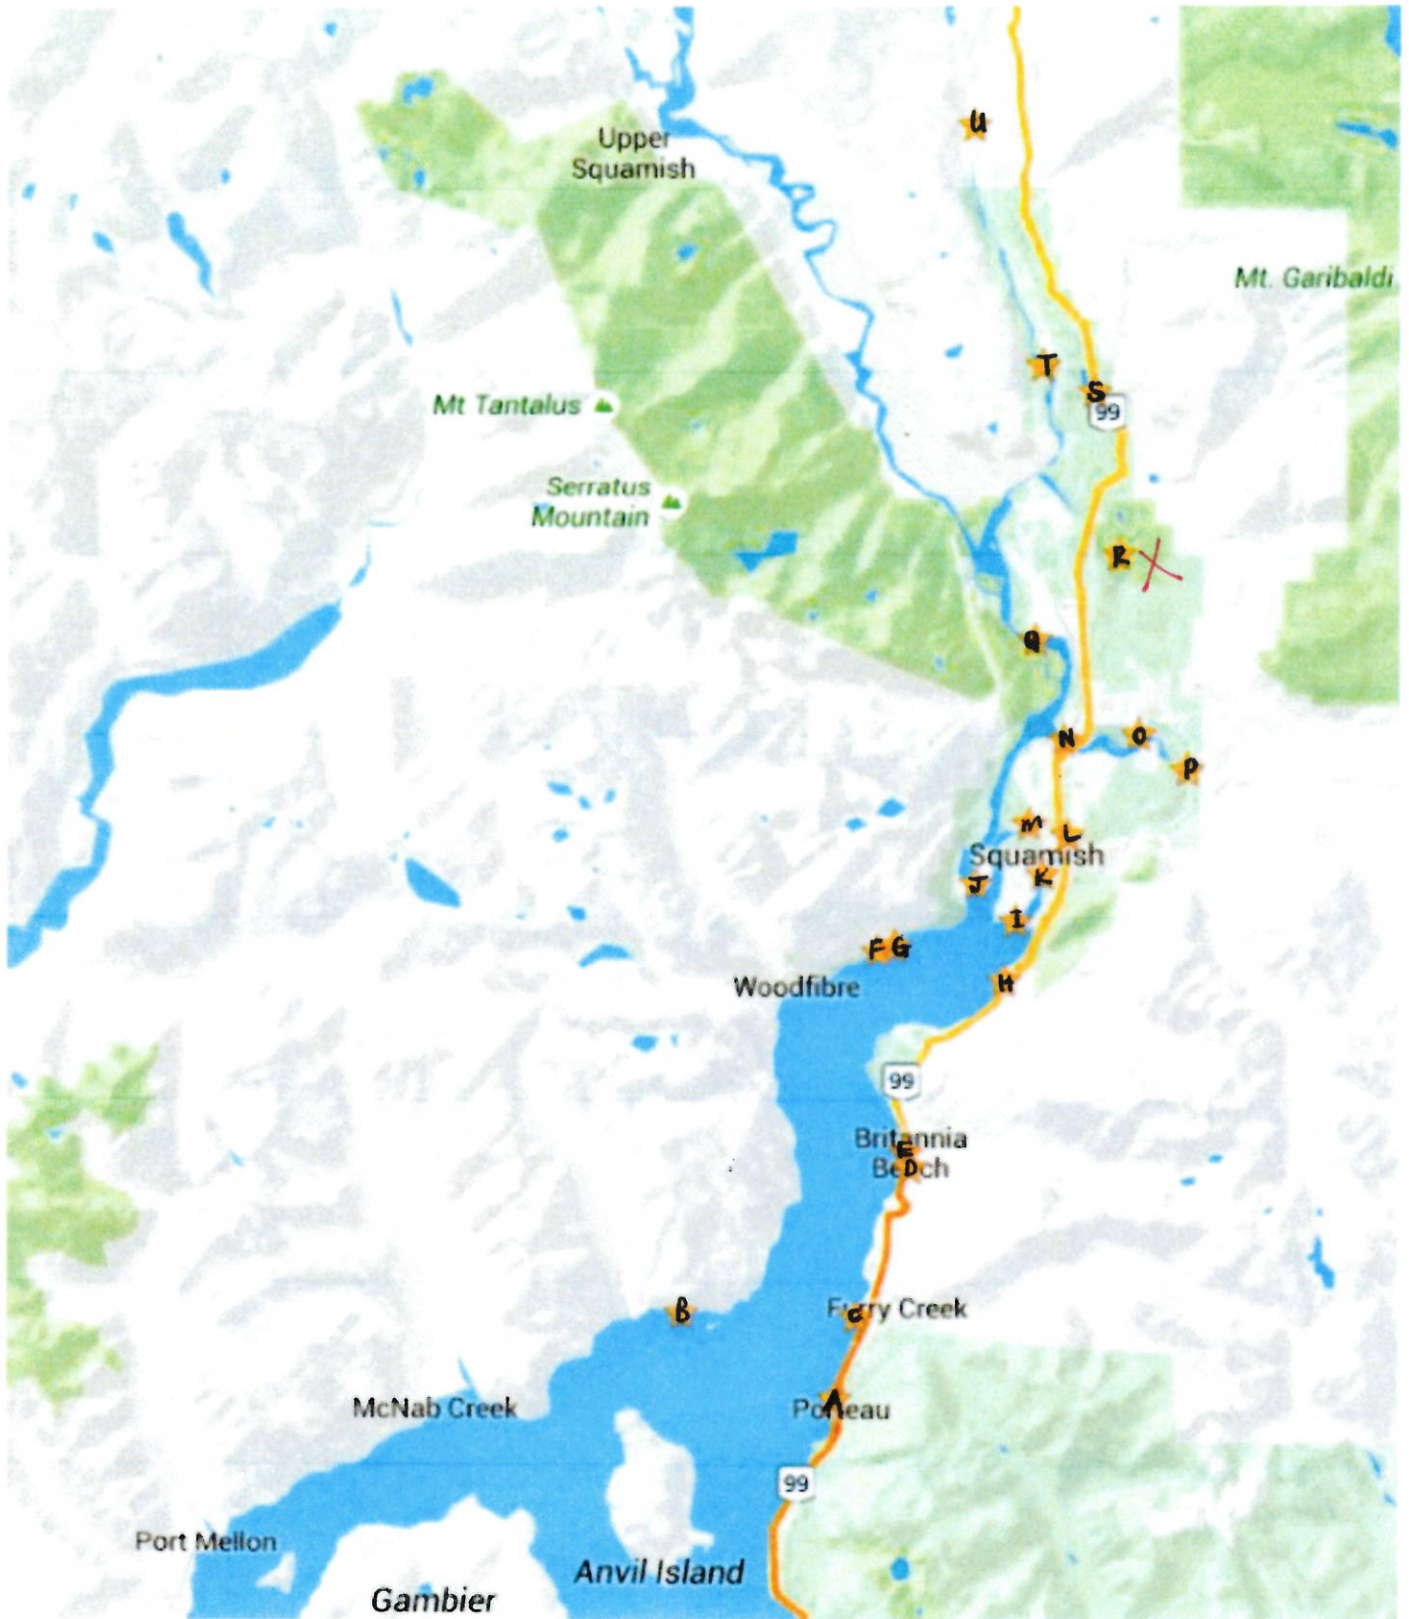 U
Upper
Squamish
Mt. Garibaldi
T
S
Mt Tantalus
99
Serratus
Mountain
R X
Q
N
O
P
M
L
Squamish
J
K
I
F G
Woodfibre
H
99
Britannia
E
Beach
D
B
Furry Creek
C
McNab Creek
A
Porteau
99
Port Mellon
Anvil Island
Gambier